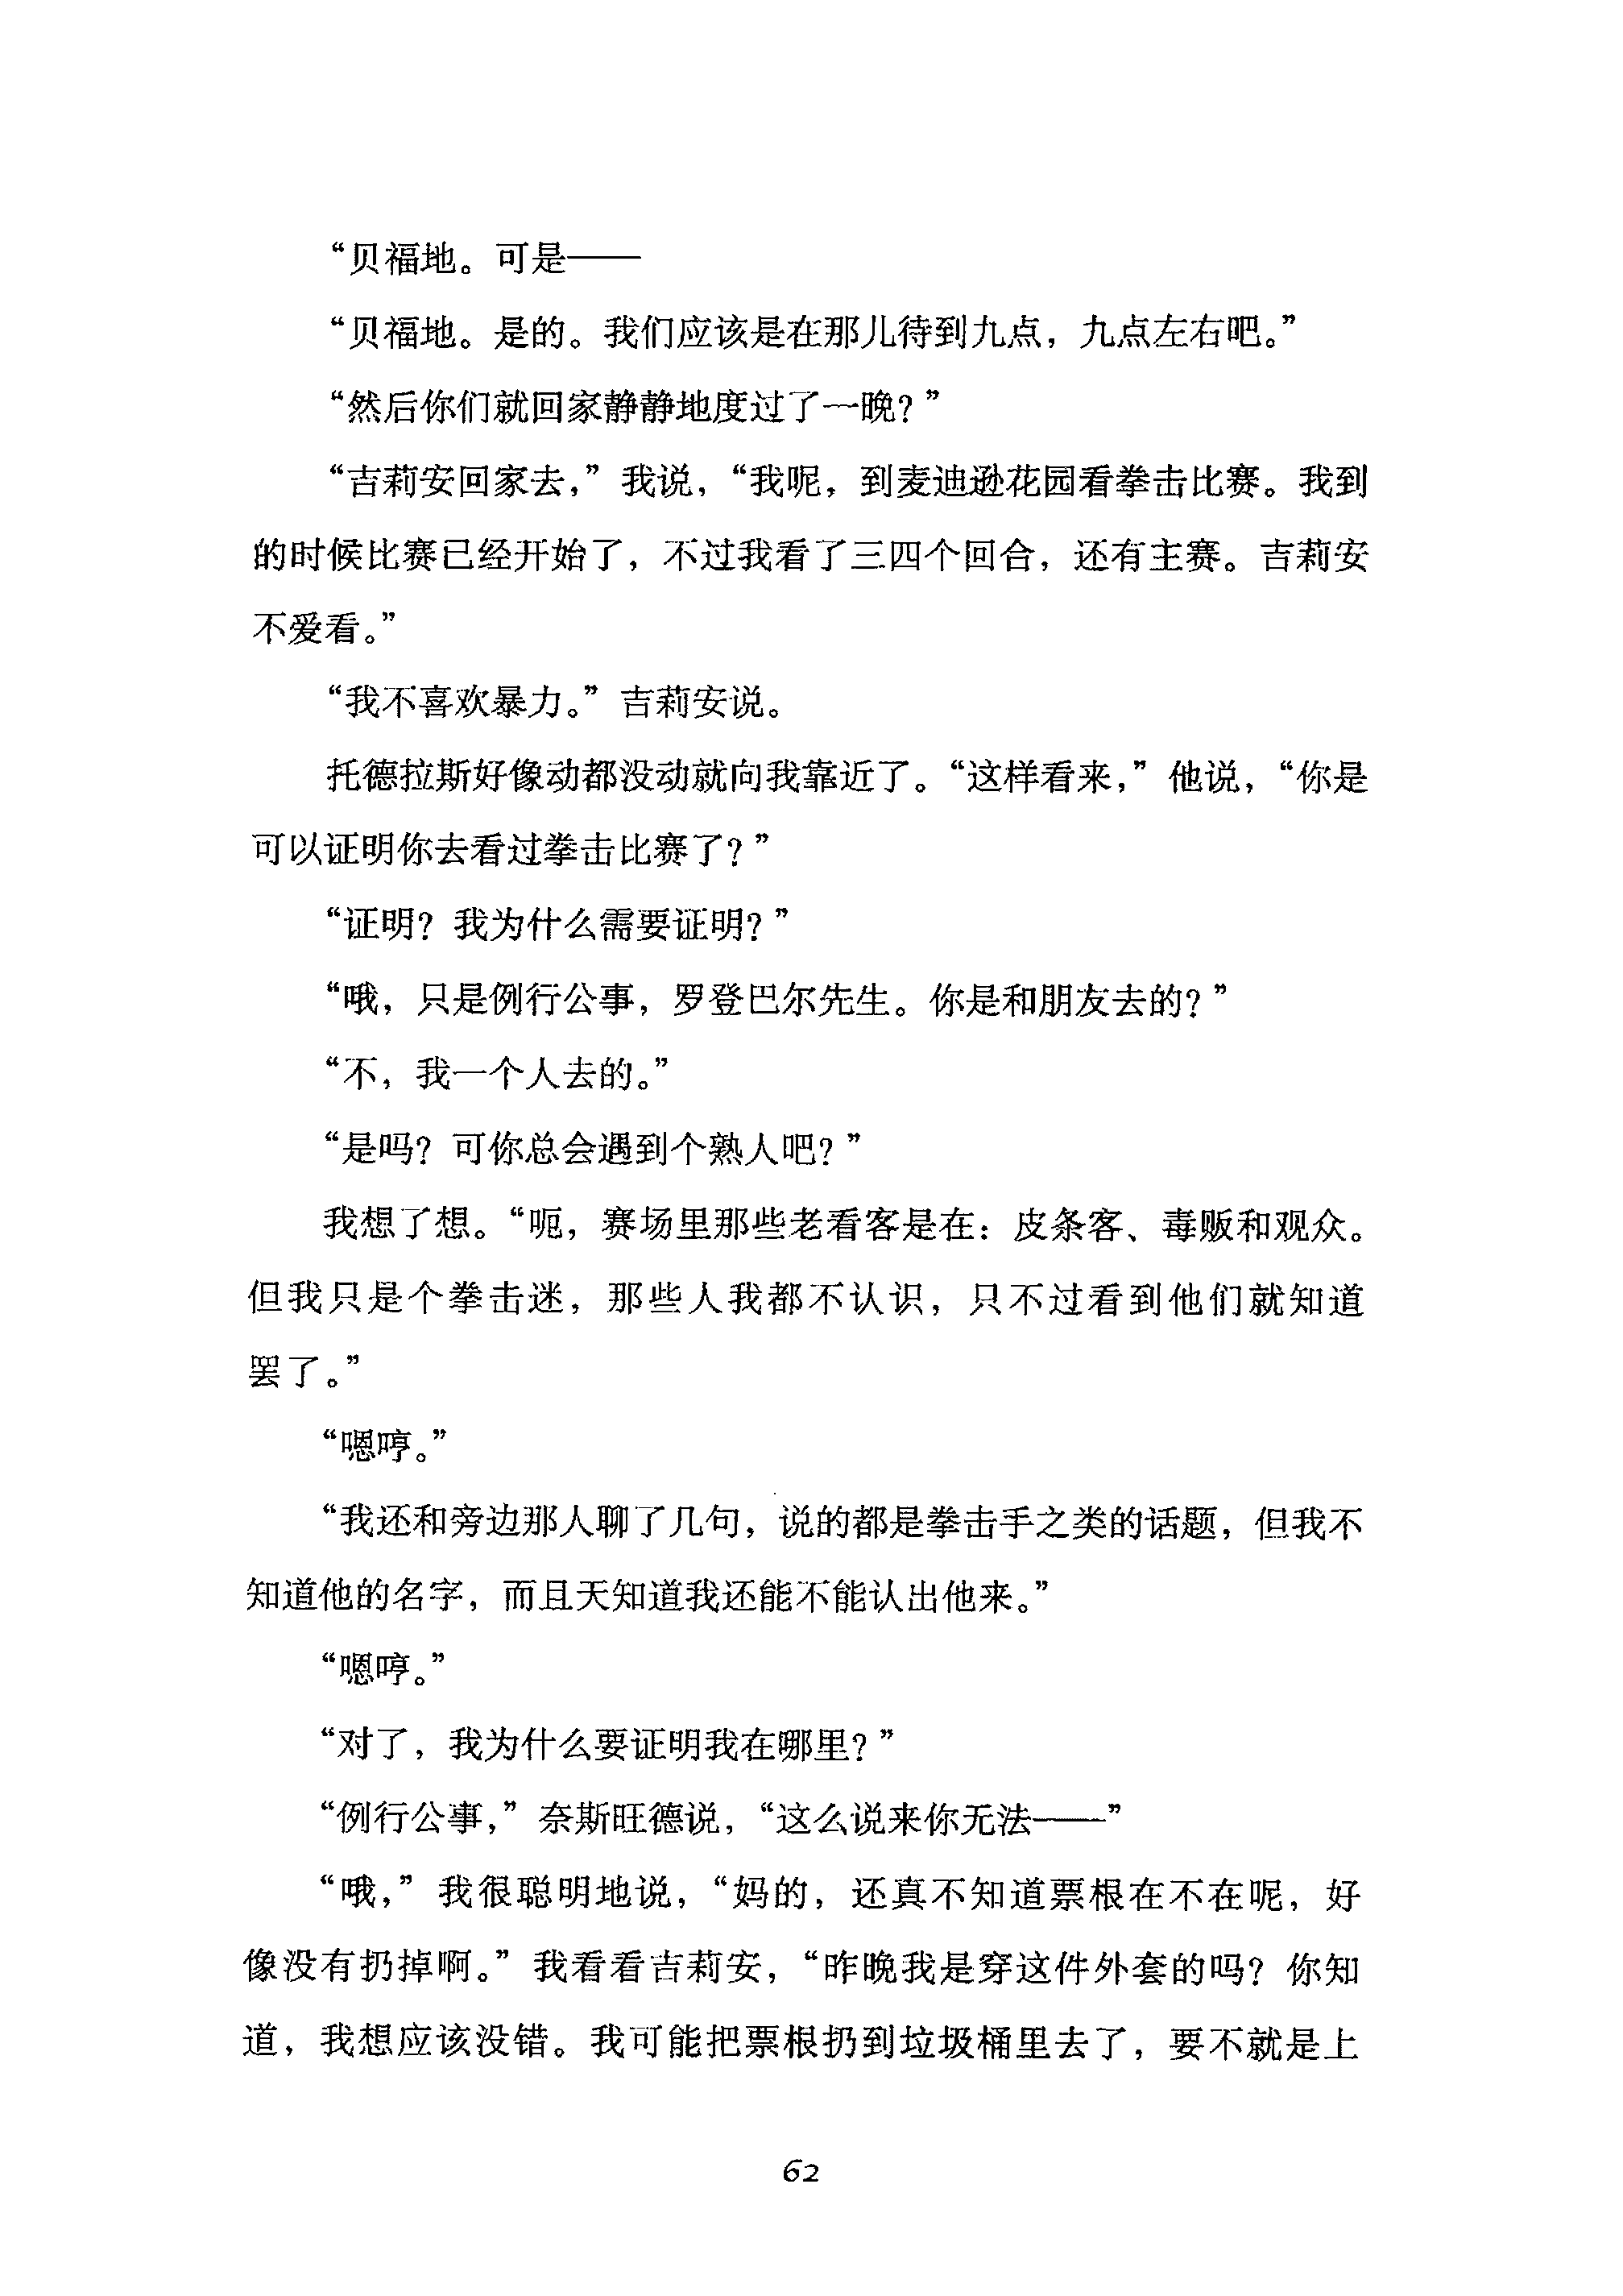 “贝福地。可是——
“贝福地。是的。我们应该是在那儿待到九点，九点左右吧。”
“然后你们就回家静静地度过了一晚？”
“吉莉安回家去，”我说，“我呢，到麦迪逊花园看拳击比赛。我到
的时候比赛已经开始了，不过我看了三四个回合，还有主赛。吉莉安
不爱看。”
“我不喜欢暴力。”吉莉安说。
托德拉斯好像动都没动就向我靠近了。“这样看来，”他说，“你是
可以证明你去看过拳击比赛了？”
“证明？我为什么需要证明？”
“哦，只是例行公事，罗登巴尔先生。你是和朋友去的？”
“不，我一个人去的。”
“是吗？可你总会遇到个熟人吧？”
我想了想。“呃，赛场里那些老看客是在：皮条客、毒贩和观众。
但我只是个拳击迷，那些人我都不认识，只不过看到他们就知道
罢了。”
“嗯哼。”
“我还和旁边那人聊了几句，说的都是拳击手之类的话题，但我不
知道他的名字，而且天知道我还能不能认出他来。”
“嗯哼。”
“对了，我为什么要证明我在哪里？”
“例行公事，”奈斯旺德说，“这么说来你无法——”
“哦，”我很聪明地说，“妈的，还真不知道票根在不在呢，好
像没有扔掉啊。”我看看吉莉安，“昨晚我是穿这件外套的吗？你知
道，我想应该没错。我可能把票根扔到垃圾桶里去了，要不就是上
62